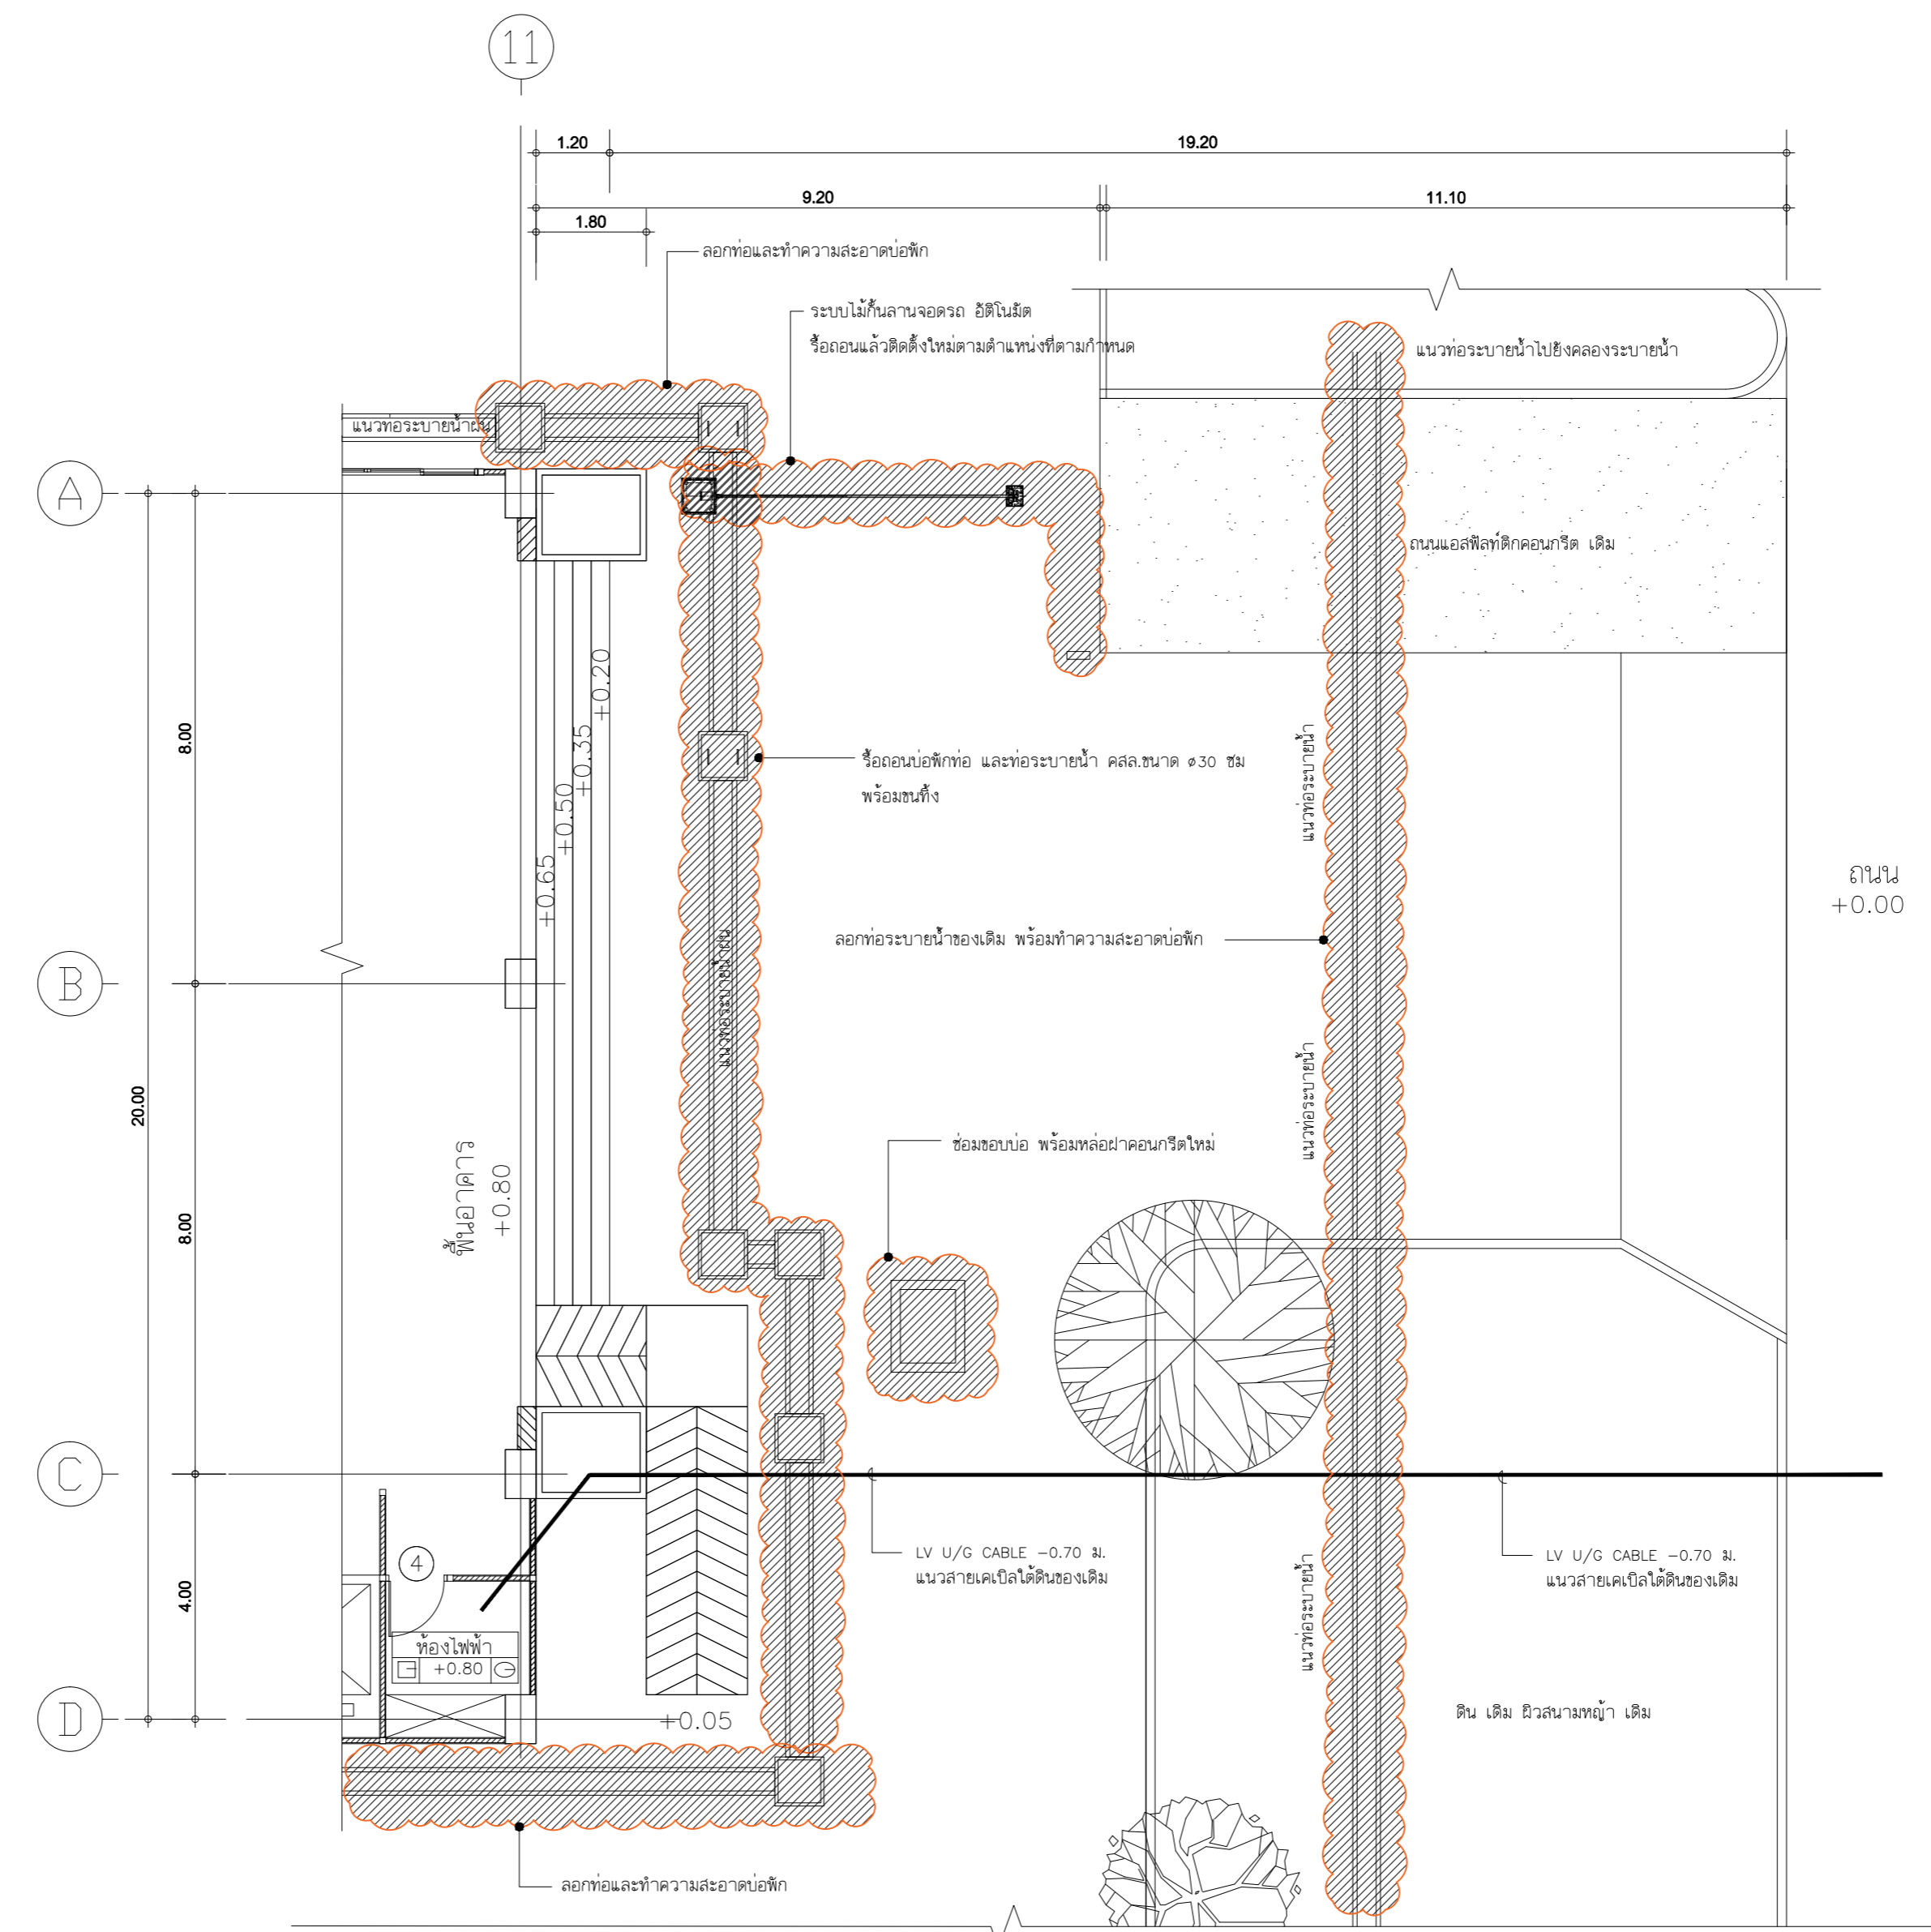 11
1.20
19.20
9.20
11.10
1.80
ลอกท่อและทำความสะอาดบ่อพัก
ระบบไม้กั้นลานจอดรถ อัติโนมัต
รื้อถอนแล้วติดตั้งใหม่ตามตำแหน่งที่ตามกำหนด
แนวท่อระบายน้ำไปยังคลองระบายน้ำ
แนวท่อระบายน้ำฝน
A
ถนนแอสฟัลท์ติกคอนกรีต เดิม
+0.20
+0.35
+0.50
+0.65
8.00
รื้อถอนบ่อพักท่อ และท่อระบายน้ำ คสล.ขนาด ø30 ซม
พร้อมขนทิ้ง
แนวท่อระบายน้ำ
ถนน
+0.00
ลอกท่อระบายน้ำของเดิม พร้อมทำความสะอาดบ่อพัก
แนวท่อระบายน้ำฝน
B
20.00
แนวท่อระบายน้ำ
พื้นอาคาร
+0.80
8.00
ซ่อมขอบบ่อ พร้อมหล่อฝาคอนกรีตใหม่
C
LV U/G CABLE -0.70 ม.
แนวสายเคเบิลใต้ดินของเดิม
LV U/G CABLE -0.70 ม.
แนวสายเคเบิลใต้ดินของเดิม
4
4.00
แนวท่อระบายน้ำ
ห้องไฟฟ้า
+0.80
D
+0.05
ดิน เดิม ผิวสนามหญ้า เดิม
ลอกท่อและทำความสะอาดบ่อพัก